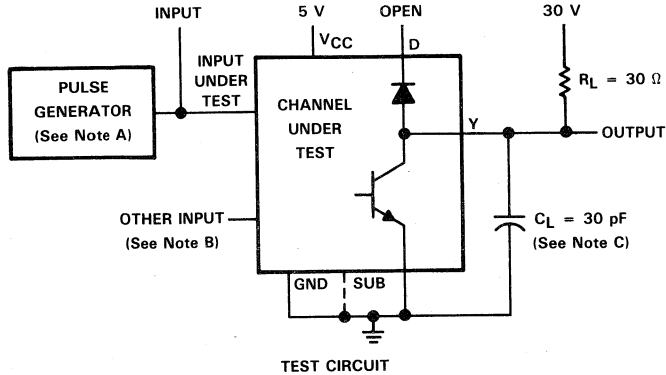 INPUT
5 V
OPEN
30 V
VCC
D
INPUT
UNDER
TEST
PULSE
GENERATOR
(See Note A)
CHANNEL
UNDER
TEST
RL = 30 Ω
Y
OUTPUT
OTHER INPUT
(See Note B)
CL = 30 pF
(See Note C)
GND
SUB
TEST CIRCUIT